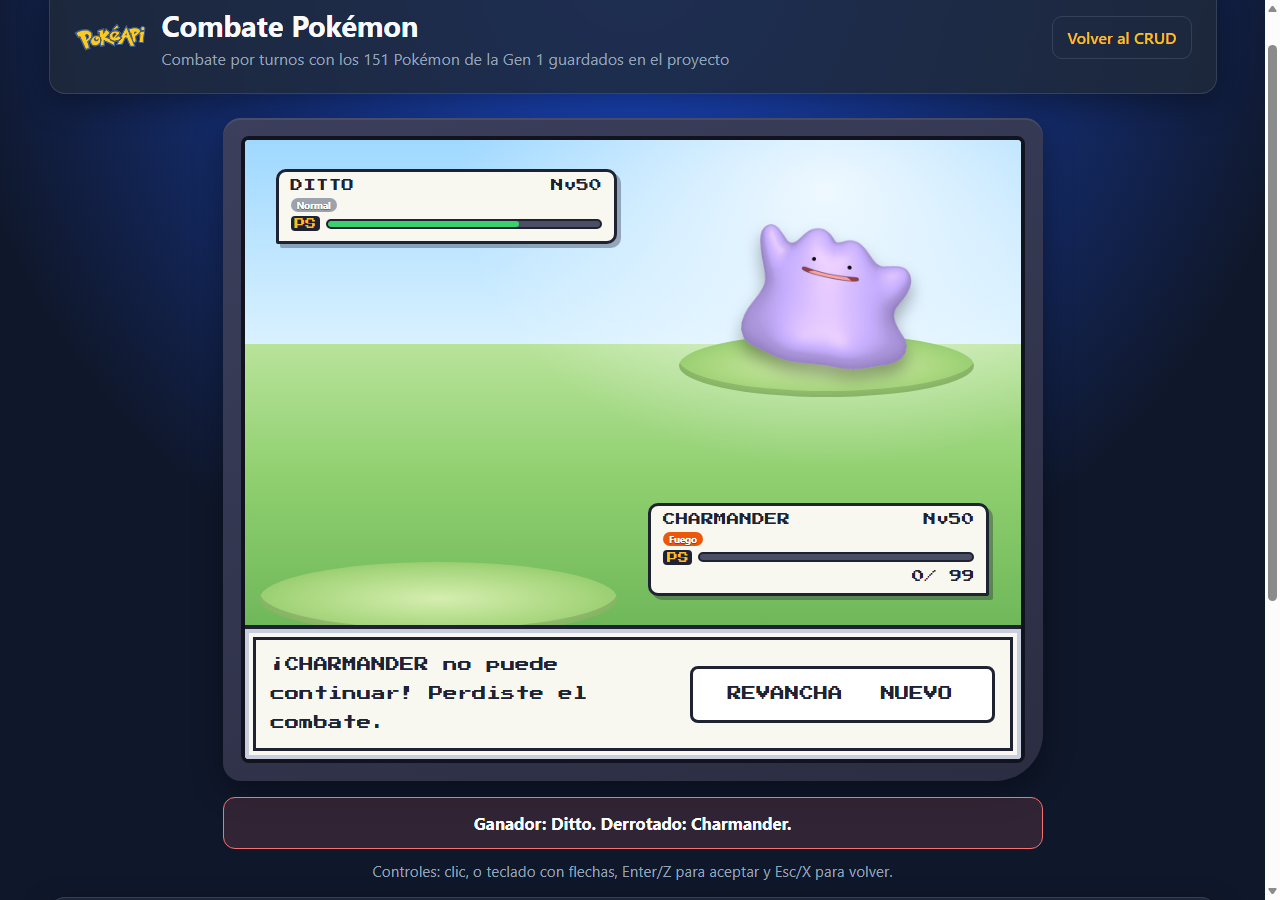 PokéAPI
Combate Pokémon
Combate por turnos con los 151 Pokémon de la Gen 1 guardados en el proyecto
Volver al CRUD
DITTO Nv50
Normal
PS
CHARMANDER Nv50
Fuego
PS
0/ 99
¡CHARMANDER no puede
continuar! Perdiste el
combate.
REVANCHA NUEVO
Ganador: Ditto. Derrotado: Charmander.
Controles: clic, o teclado con flechas, Enter/Z para aceptar y Esc/X para volver.